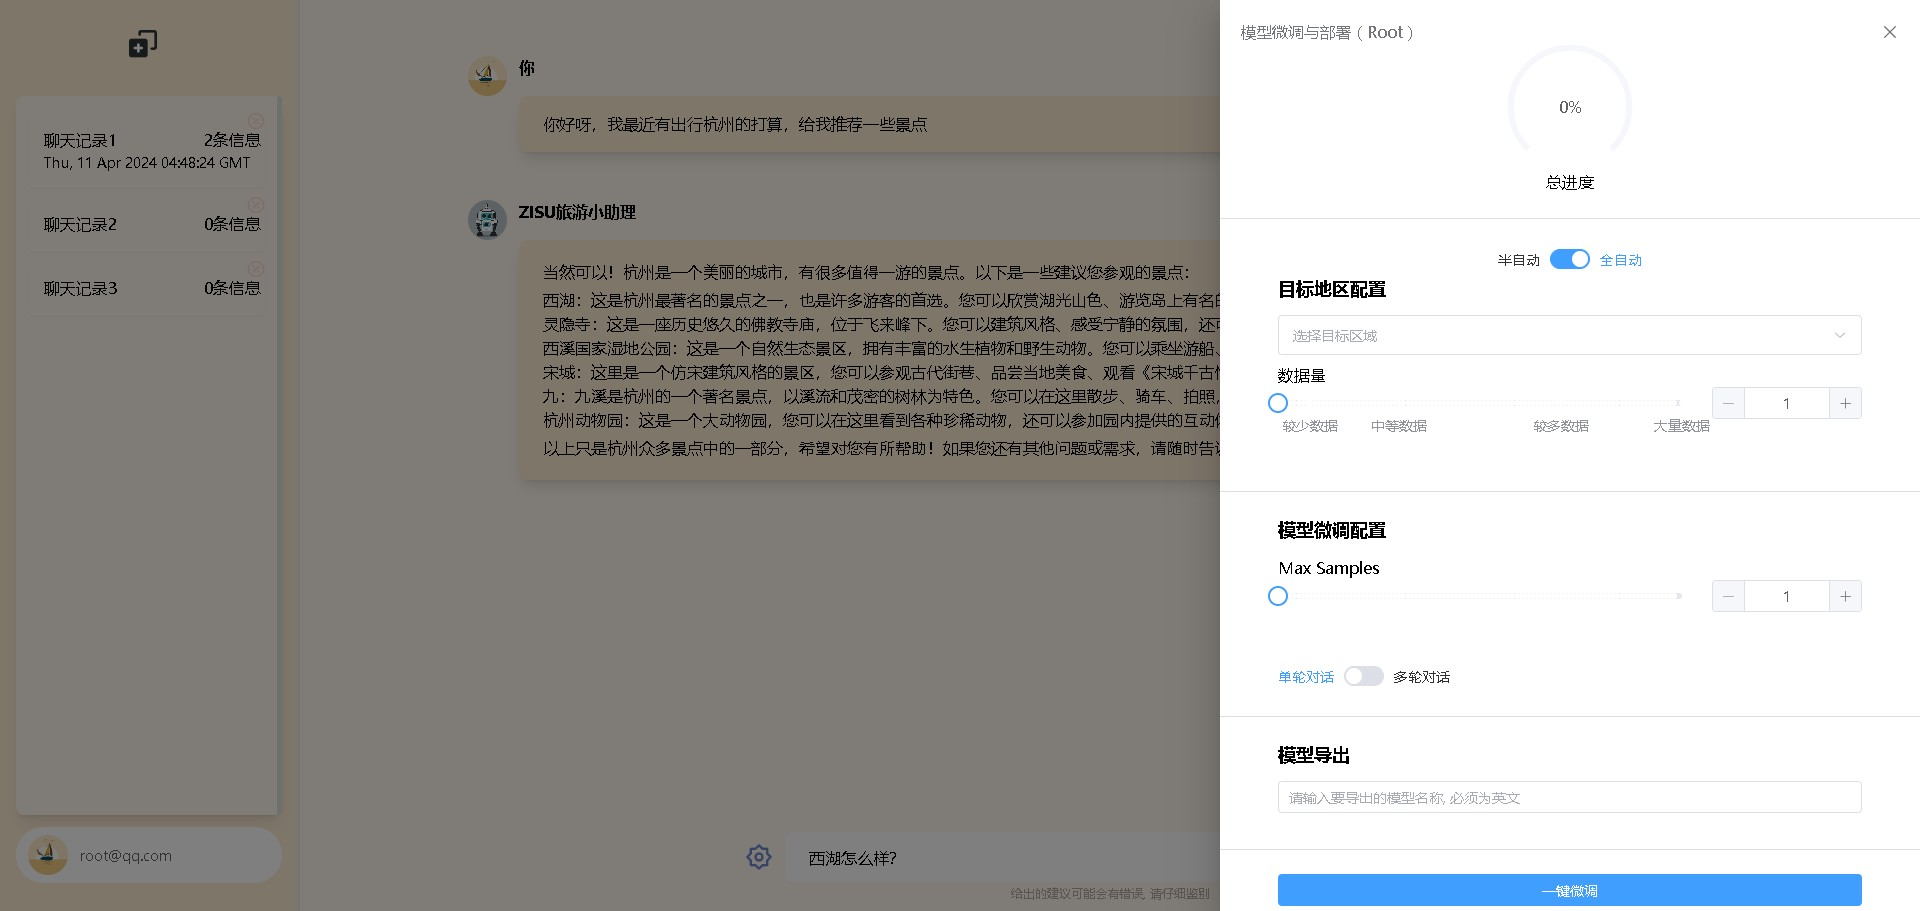 聊天记录1 2条信息
Thu, 11 Apr 2024 04:48:24 GMT
聊天记录2 0条信息
聊天记录3 0条信息
root@qq.com
你
你好呀，我最近有出行杭州的打算，给我推荐一些景点
ZISU旅游小助理
当然可以！杭州是一个美丽的城市，有很多值得一游的景点。以下是一些建议您参观的景点：
西湖：这是杭州最著名的景点之一，也是许多游客的首选。您可以欣赏湖光山色、游览岛上有名的
灵隐寺：这是一座历史悠久的佛教寺庙，位于飞来峰下。您可以建筑风格、感受宁静的氛围，还可
西溪国家湿地公园：这是一个自然生态景区，拥有丰富的水生植物和野生动物。您可以乘坐游船、
宋城：这里是一个仿宋建筑风格的景区，您可以参观古代街巷、品尝当地美食、观看《宋城千古情
九：九溪是杭州的一个著名景点，以溪流和茂密的树林为特色。您可以在这里散步、骑车、拍照，
杭州动物园：这是一个大动物园，您可以在这里看到各种珍稀动物，还可以参加园内提供的互动体
以上只是杭州众多景点中的一部分，希望对您有所帮助！如果您还有其他问题或需求，请随时告诉
西湖怎么样?
给出的建议可能会有错误, 请仔细鉴别
模型微调与部署（Root）
0%
总进度
半自动 全自动
目标地区配置
选择目标区域
数据量
1
较少数据 中等数据 较多数据 大量数据
模型微调配置
Max Samples
1
单轮对话 多轮对话
模型导出
请输入要导出的模型名称, 必须为英文
一键微调